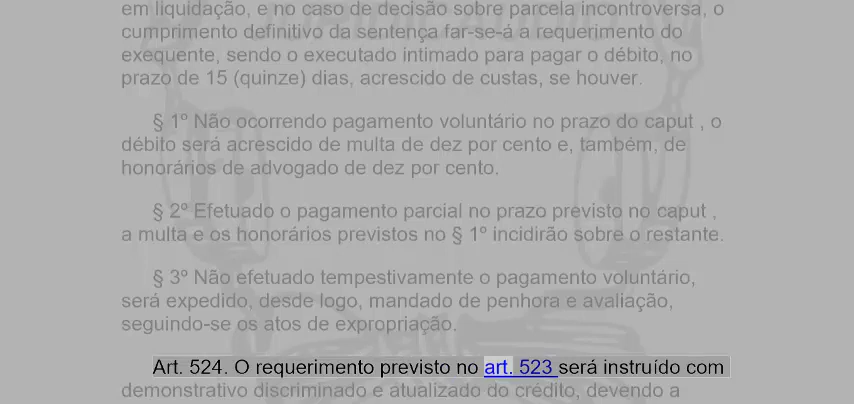 em liquidação, e no caso de decisão sobre parcela incontroversa, o
cumprimento definitivo da sentença far-se-á a requerimento do
exequente, sendo o executado intimado para pagar o débito, no
prazo de 15 (quinze) dias, acrescido de custas, se houver.
§ 1º Não ocorrendo pagamento voluntário no prazo do caput , o
débito será acrescido de multa de dez por cento e, também, de
honorários de advogado de dez por cento.
§ 2º Efetuado o pagamento parcial no prazo previsto no caput ,
a multa e os honorários previstos no § 1º incidirão sobre o restante.
§ 3º Não efetuado tempestivamente o pagamento voluntário,
será expedido, desde logo, mandado de penhora e avaliação,
seguindo-se os atos de expropriação.
Art. 524. O requerimento previsto no art. 523 será instruído com
demonstrativo discriminado e atualizado do crédito, devendo a